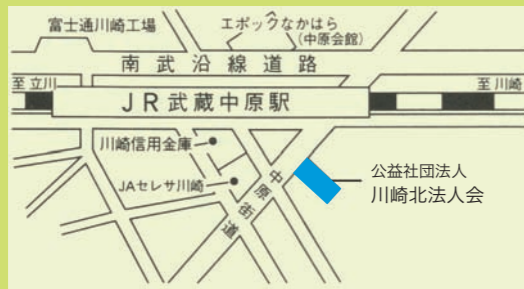 富士通川崎工場
エポックなかはら
(中原会館)
南武沿線道路
至立川
至川崎
JR武蔵中原駅
川崎信用金庫
JAセレサ川崎
中原街道
公益社団法人
川崎北法人会